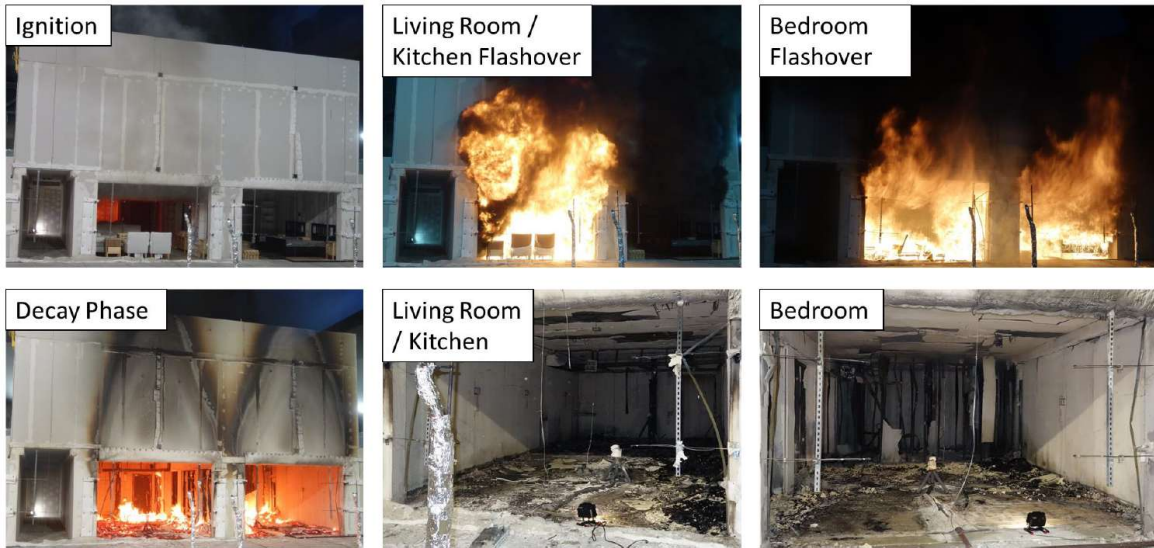 Ignition
Living Room /
Kitchen Flashover
Bedroom
Flashover
Decay Phase
Living Room
/ Kitchen
Bedroom